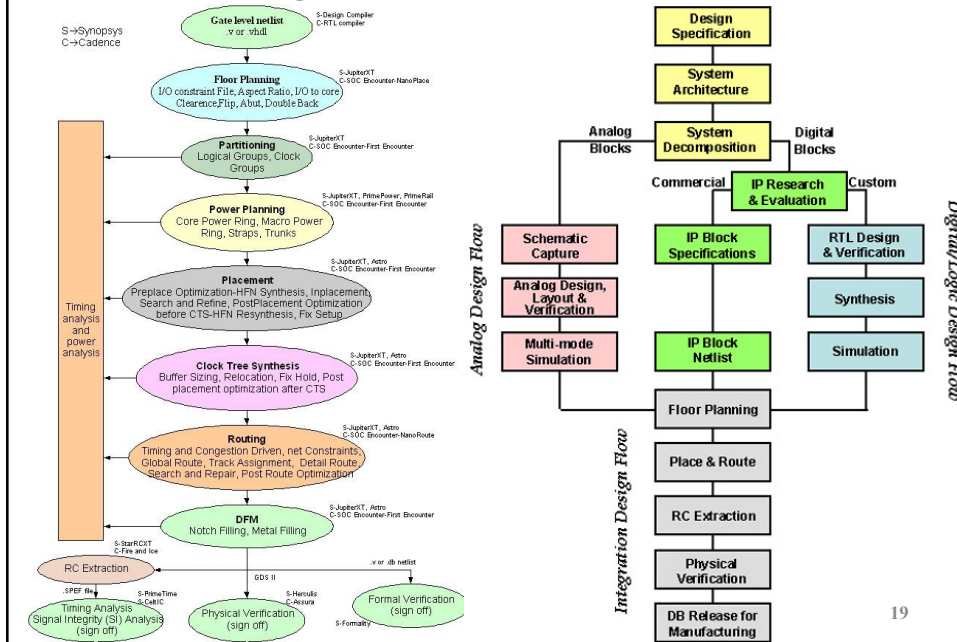 S→Synopsys
C→Cadence
Gate level netlist
.v or .vhdl
S-Design Compiler
C-RTL compiler
Floor Planning
I/O constraint File, Aspect Ratio, I/O to core
Clearence,Flip, Abut, Double Back
S-JupiterXT
C-SOC Encounter-NanoPlace
Partitioning
Logical Groups, Clock
Groups
S-JupiterXT
C-SOC Encounter-First Encounter
Power Planning
Core Power Ring, Macro Power
Ring, Straps, Trunks
S-JupiterXT, PrimePower, PrimeRail
C-SOC Encounter-First Encounter
Placement
Preplace Optimization-HFN Synthesis, Inplacement,
Search and Refine, PostPlacement Optimization
before CTS-HFN Resynthesis, Fix Setup
S-JupiterXT, Astro
C-SOC Encounter-First Encounter
Timing
analysis
and
power
analysis
Clock Tree Synthesis
Buffer Sizing, Relocation, Fix Hold, Post
placement optimization after CTS
S-JupiterXT, Astro
C-SOC Encounter-First Encounter
Routing
Timing and Congestion Driven, net Constraints,
Global Route, Track Assignment, Detail Route,
Search and Repair, Post Route Optimization
S-JupiterXT, Astro
C-SOC Encounter-NanoRoute
DFM
Notch Filling, Metal Filling
S-JupiterXT, Astro
C-SOC Encounter-First Encounter
S-StarRCXT
C-Fire and Ice
RC Extraction
.v or .db netlist
GDS II
.SPEF file
S-PrimeTime
S-CeltIC
Timing Analysis
Signal Integrity (SI) Analysis
(sign off)
S-Herculis
C-Assura
Physical Verification
(sign off)
Formal Verification
(sign off)
S-Formality
Design
Specification
System
Architecture
System
Decomposition
Analog
Blocks
Digital
Blocks
Commercial
Custom
IP Research
& Evaluation
Analog Design Flow
Schematic
Capture
Analog Design,
Layout &
Verification
Multi-mode
Simulation
IP Block
Specifications
IP Block
Netlist
RTL Design
& Verification
Synthesis
Simulation
Digital/Logic Design Flow
Integration Design Flow
Floor Planning
Place & Route
RC Extraction
Physical
Verification
DB Release for
Manufacturing
19